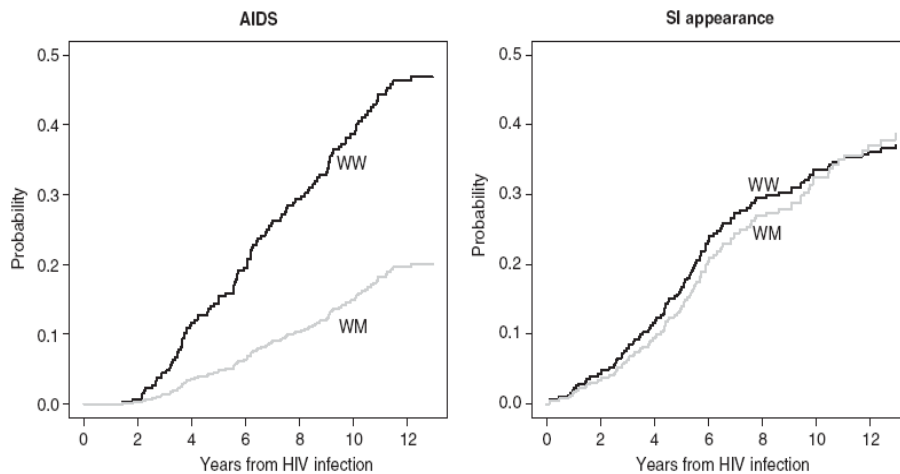 AIDS
Probability
0.5
0.4
0.3
0.2
0.1
0.0
WW
WM
0 2 4 6 8 10 12
Years from HIV infection
SI appearance
Probability
0.5
0.4
0.3
0.2
0.1
0.0
WW
WM
0 2 4 6 8 10 12
Years from HIV infection